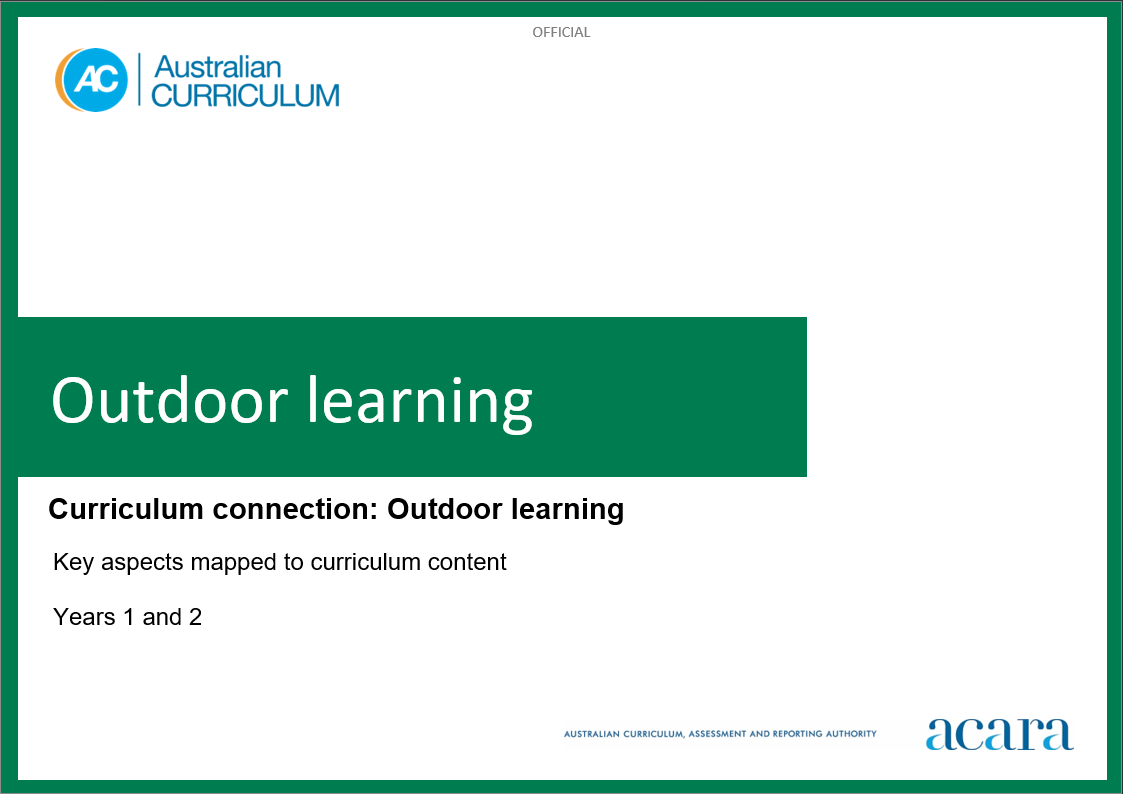 OFFICIAL
AC
Australian
CURRICULUM
Outdoor learning
Curriculum connection: Outdoor learning
Key aspects mapped to curriculum content
Years 1 and 2
AUSTRALIAN CURRICULUM, ASSESSMENT AND REPORTING AUTHORITY
acara